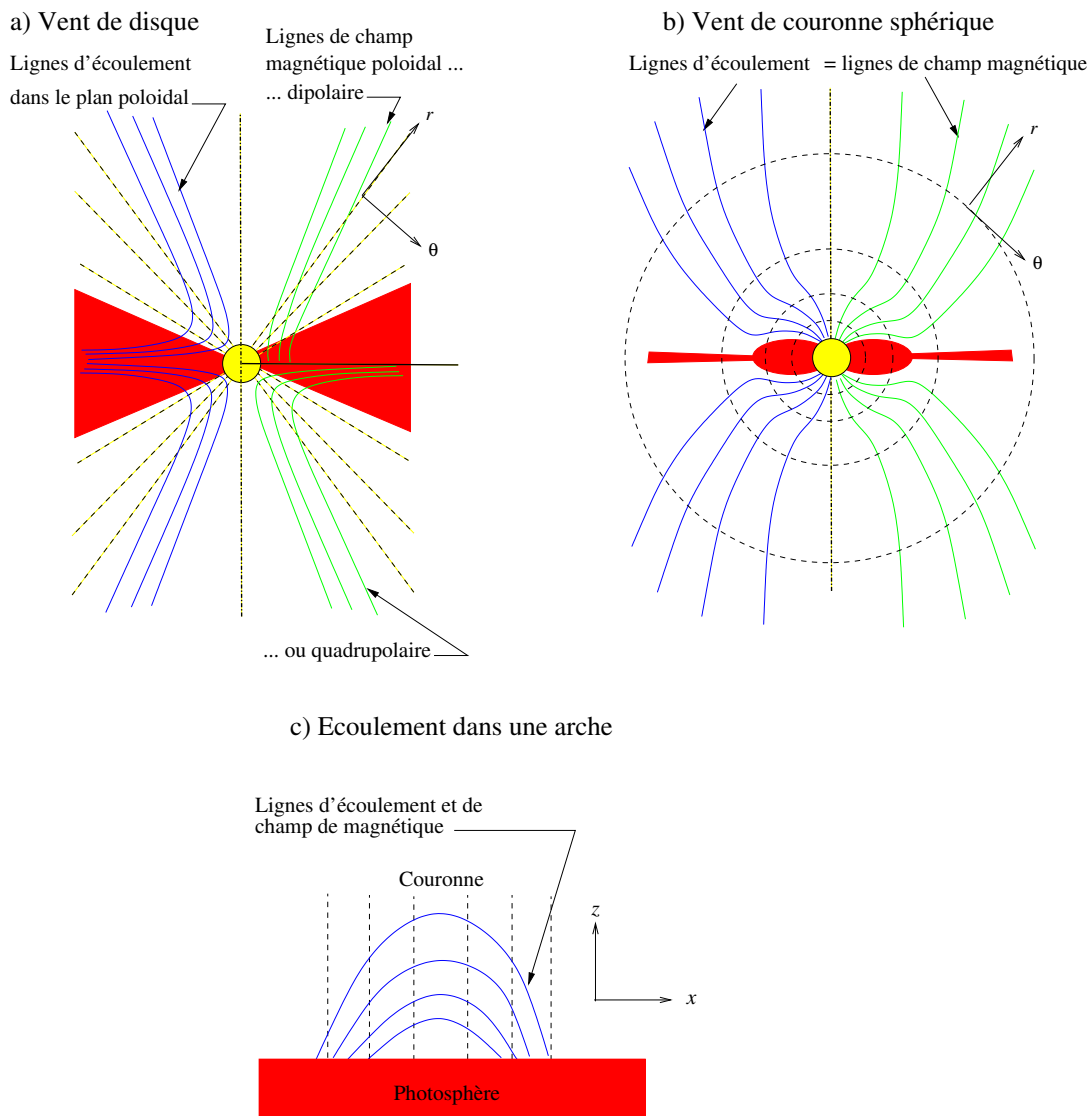 a) Vent de disque
Lignes d'écoulement
dans le plan poloidal
Lignes de champ
magnétique poloidal ...
... dipolaire
r
θ
... ou quadrupolaire
b) Vent de couronne sphérique
Lignes d'écoulement = lignes de champ magnétique
r
θ
c) Ecoulement dans une arche
Lignes d'écoulement et de
champ de magnétique
Couronne
z
x
Photosphère